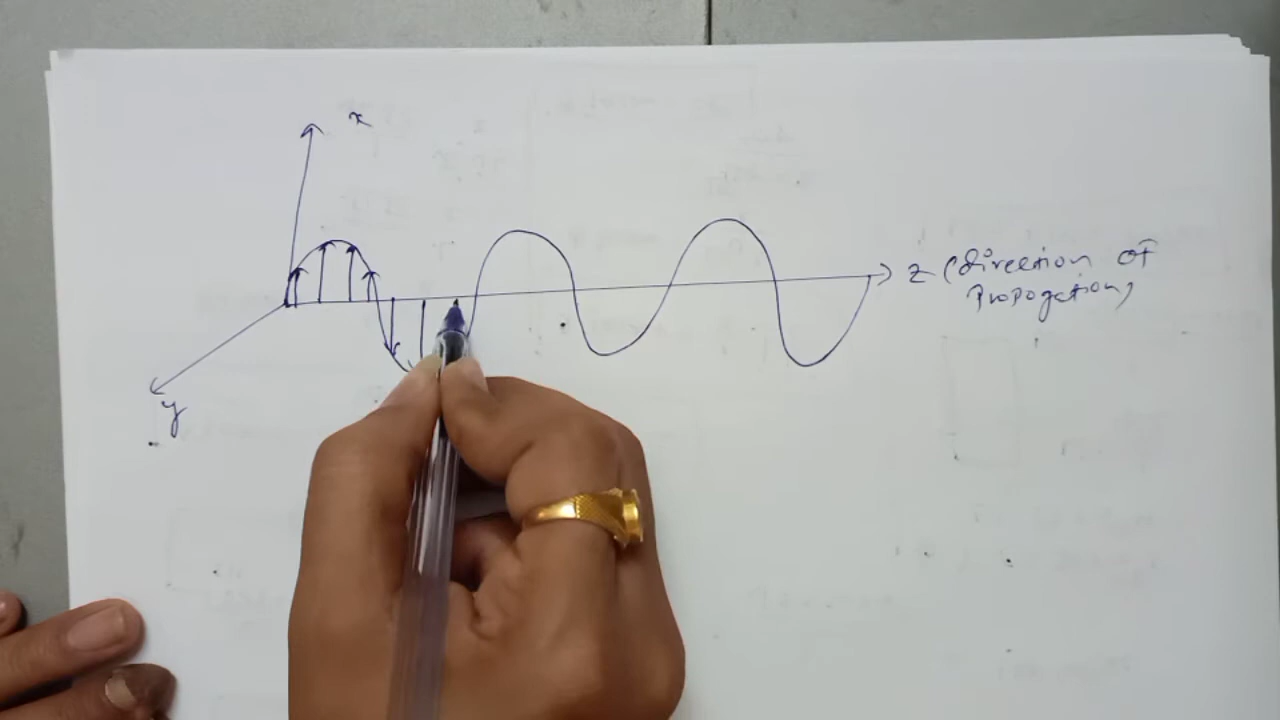 x
z (direction of
propogation)
y